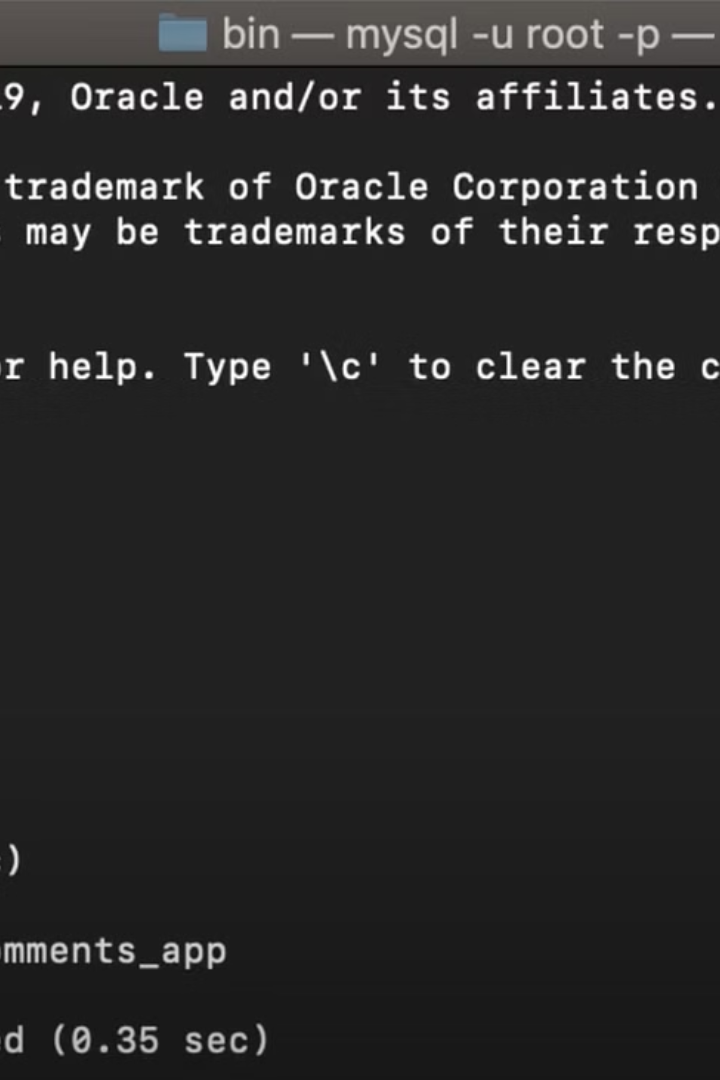 bin — mysql -u root -p —
9, Oracle and/or its affiliates.
trademark of Oracle Corporation
may be trademarks of their resp
r help. Type '\c' to clear the c
)
mments_app
ed (0.35 sec)